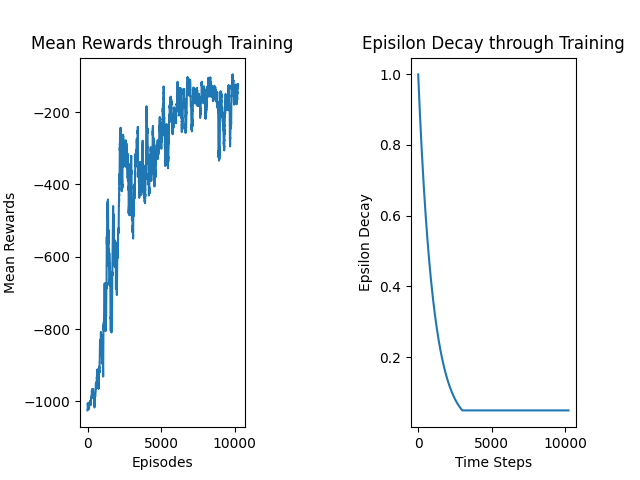 Mean Rewards through Training
Mean Rewards
−200
−400
−600
−800
−1000
0 5000 10000
Episodes
Episilon Decay through Training
Epsilon Decay
1.0
0.8
0.6
0.4
0.2
0 5000 10000
Time Steps